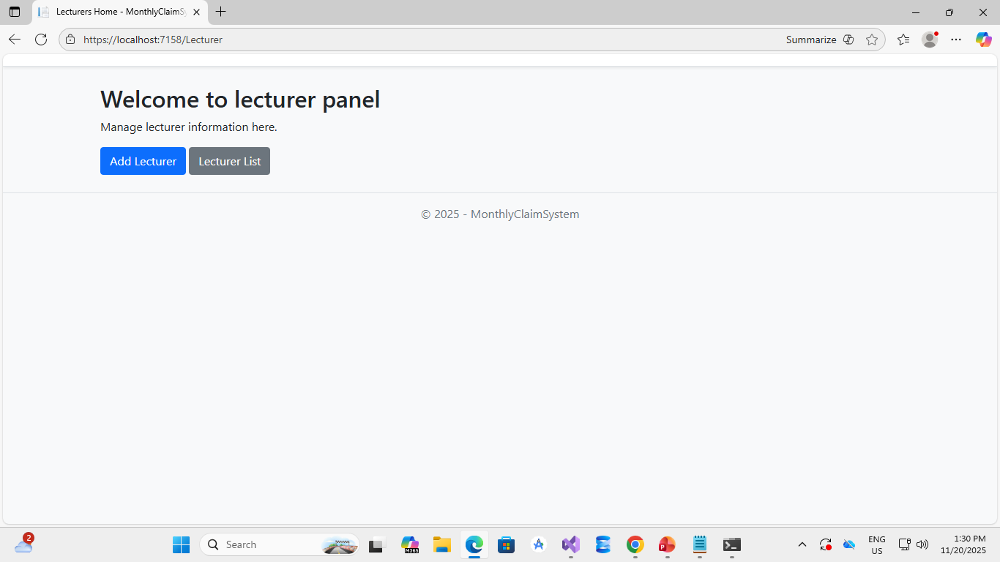 Lecturers Home - MonthlyClaimSy
https://localhost:7158/Lecturer
Summarize
Welcome to lecturer panel
Manage lecturer information here.
Add Lecturer
Lecturer List
© 2025 - MonthlyClaimSystem
2
Search
M365
ENG
US
1:30 PM
11/20/2025